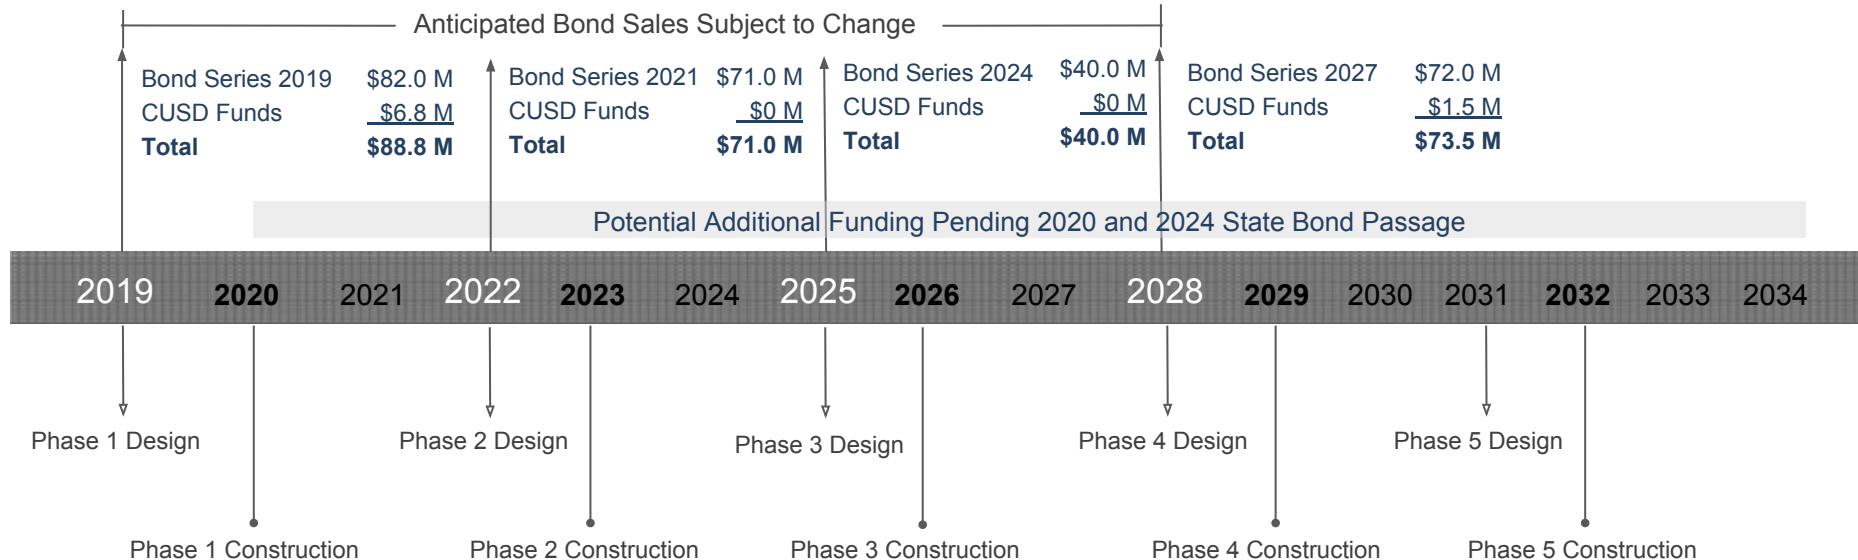 Anticipated Bond Sales Subject to Change
Bond Series 2019 $82.0 M
CUSD Funds $6.8 M
Total $88.8 M
Bond Series 2021 $71.0 M
CUSD Funds $0 M
Total $71.0 M
Bond Series 2024 $40.0 M
CUSD Funds $0 M
Total $40.0 M
Bond Series 2027 $72.0 M
CUSD Funds $1.5 M
Total $73.5 M
Potential Additional Funding Pending 2020 and 2024 State Bond Passage
2019 2020 2021 2022 2023 2024 2025 2026 2027 2028 2029 2030 2031 2032 2033 2034
Phase 1 Design Phase 2 Design Phase 3 Design Phase 4 Design Phase 5 Design
Phase 1 Construction Phase 2 Construction Phase 3 Construction Phase 4 Construction Phase 5 Construction